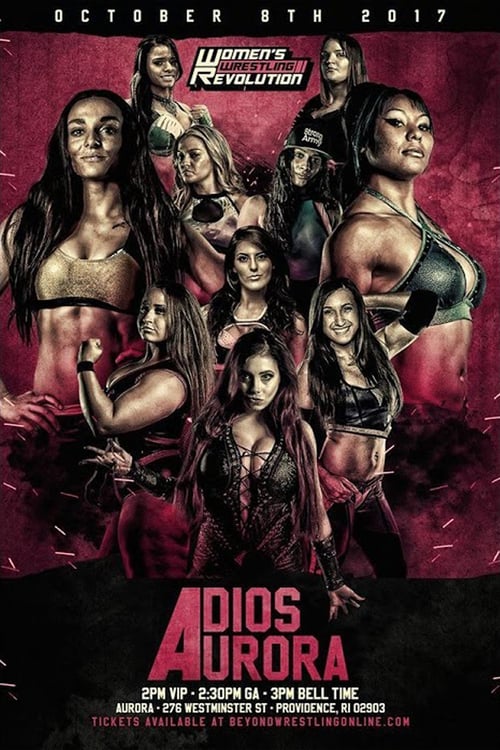 OCTOBER 8TH 2017
WOMEN'S
WRESTLING
REVOLUTION
Strong
Army
ADIOS
AURORA
2PM VIP • 2:30PM GA • 3PM BELL TIME
AURORA • 276 WESTMINSTER ST • PROVIDENCE, RI 02903
TICKETS AVAILABLE AT BEYONDWRESTLINGONLINE.COM